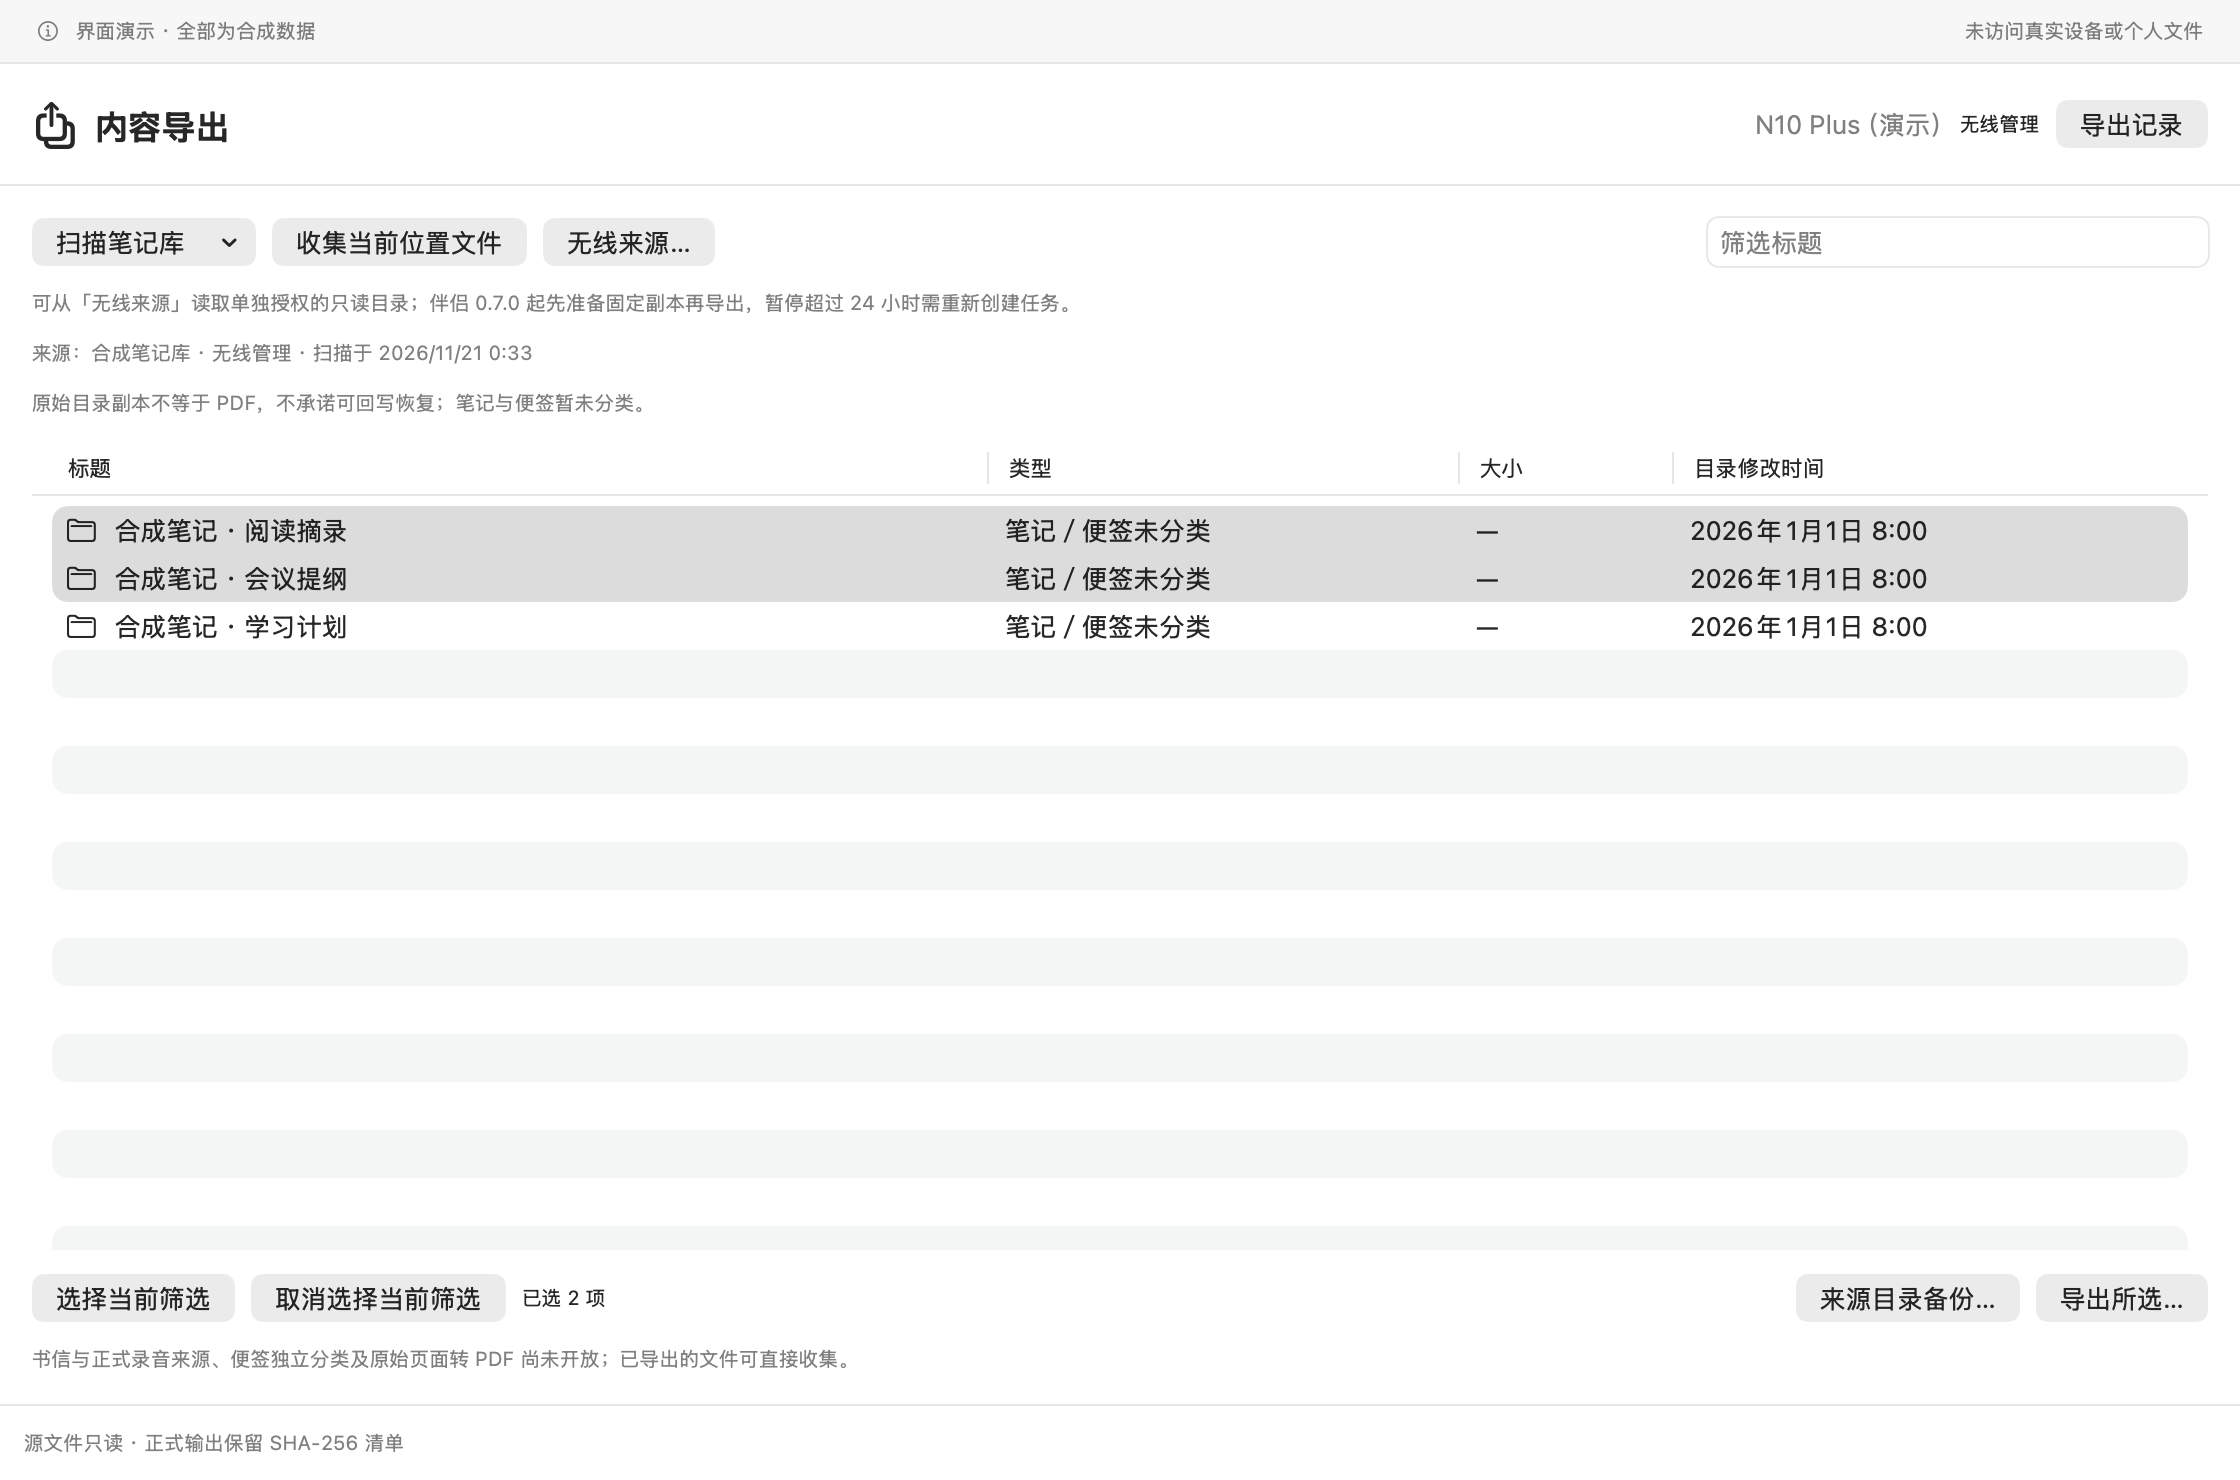 界面演示 · 全部为合成数据
未访问真实设备或个人文件
内容导出
N10 Plus（演示） 无线管理 导出记录
扫描笔记库 收集当前位置文件 无线来源... 筛选标题
可从「无线来源」读取单独授权的只读目录；伴侣 0.7.0 起先准备固定副本再导出，暂停超过 24 小时需重新创建任务。
来源：合成笔记库 · 无线管理 · 扫描于 2026/11/21 0:33
原始目录副本不等于 PDF，不承诺可回写恢复；笔记与便签暂未分类。
标题 类型 大小 目录修改时间
合成笔记 · 阅读摘录 笔记 / 便签未分类 — 2026年1月1日 8:00
合成笔记 · 会议提纲 笔记 / 便签未分类 — 2026年1月1日 8:00
合成笔记 · 学习计划 笔记 / 便签未分类 — 2026年1月1日 8:00
选择当前筛选 取消选择当前筛选 已选 2 项 来源目录备份... 导出所选...
书信与正式录音来源、便签独立分类及原始页面转 PDF 尚未开放；已导出的文件可直接收集。
源文件只读 · 正式输出保留 SHA-256 清单